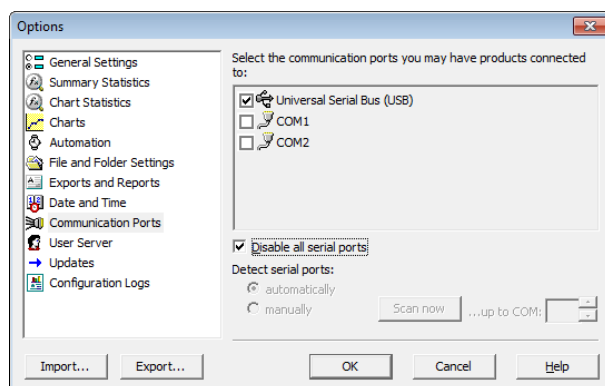 Options
General Settings
Summary Statistics
Chart Statistics
Charts
Automation
File and Folder Settings
Exports and Reports
Date and Time
Communication Ports
User Server
Updates
Configuration Logs
Select the communication ports you may have products connected
to:
Universal Serial Bus (USB)
COM1
COM2
Disable all serial ports
Detect serial ports:
automatically
manually
Scan now
...up to COM:
Import...
Export...
OK
Cancel
Help